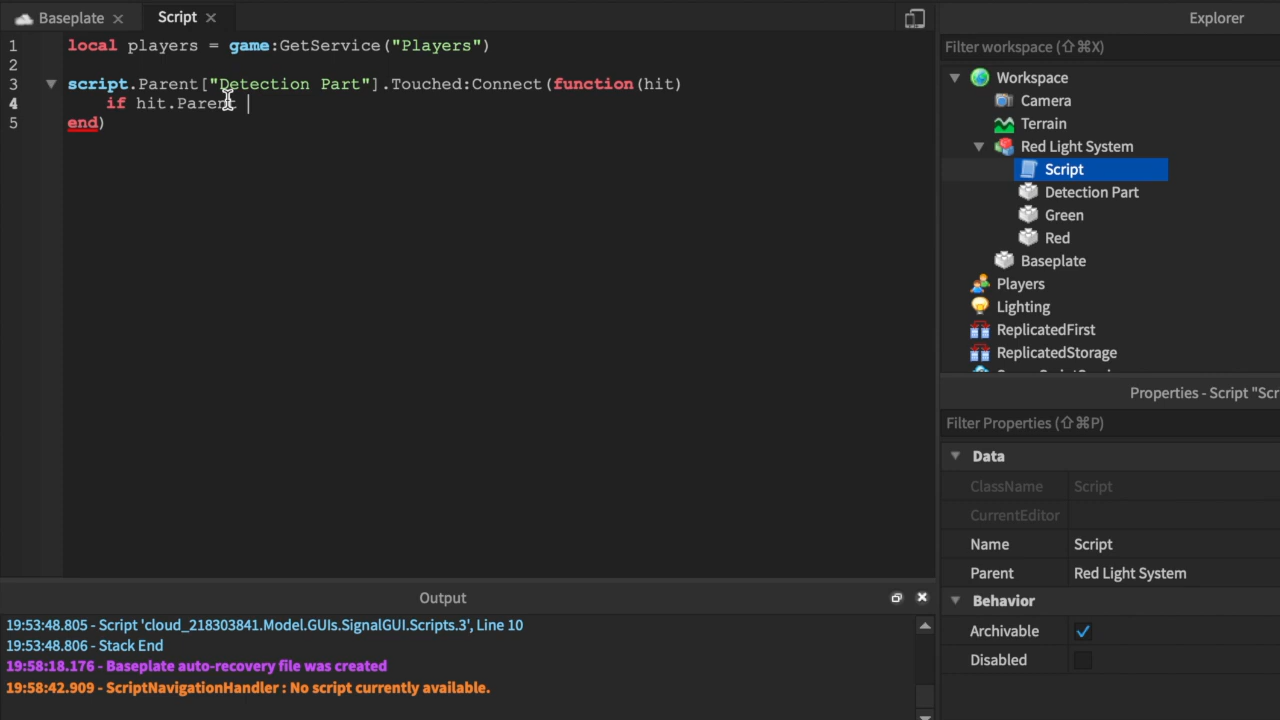 Baseplate
Script
Explorer
1 local players = game:GetService("Players")
2
3 script.Parent["Detection Part"].Touched:Connect(function(hit)
4 if hit.Parent
5 end)
Filter workspace (⇧⌘X)
Workspace
Camera
Terrain
Red Light System
Script
Detection Part
Green
Red
Baseplate
Players
Lighting
ReplicatedFirst
ReplicatedStorage
Properties - Script "Scr
Filter Properties (⇧⌘P)
Data
ClassName Script
CurrentEditor
Name Script
Parent Red Light System
Behavior
Archivable
Disabled
Output
19:53:48.805 - Script 'cloud_218303841.Model.GUIs.SignalGUI.Scripts.3', Line 10
19:53:48.806 - Stack End
19:58:18.176 - Baseplate auto-recovery file was created
19:58:42.909 - ScriptNavigationHandler : No script currently available.